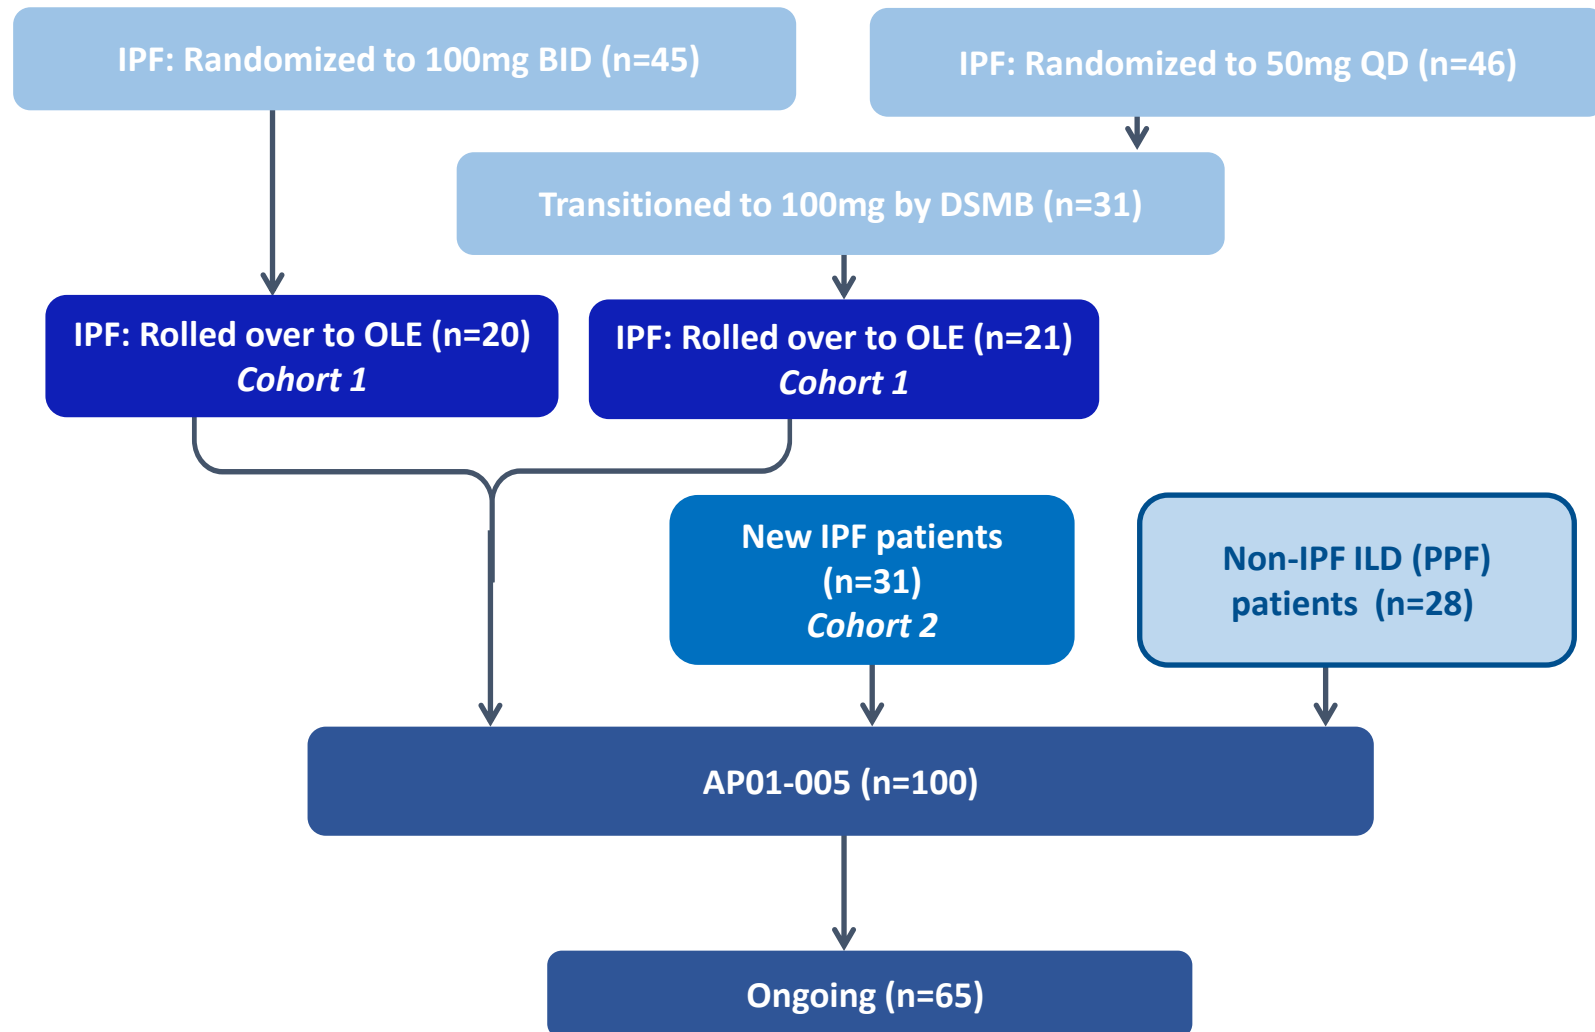 IPF: Randomized to 100mg BID (n=45)
IPF: Randomized to 50mg QD (n=46)
Transitioned to 100mg by DSMB (n=31)
IPF: Rolled over to OLE (n=20)
Cohort 1
IPF: Rolled over to OLE (n=21)
Cohort 1
New IPF patients
(n=31)
Cohort 2
Non-IPF ILD (PPF)
patients (n=28)
AP01-005 (n=100)
Ongoing (n=65)